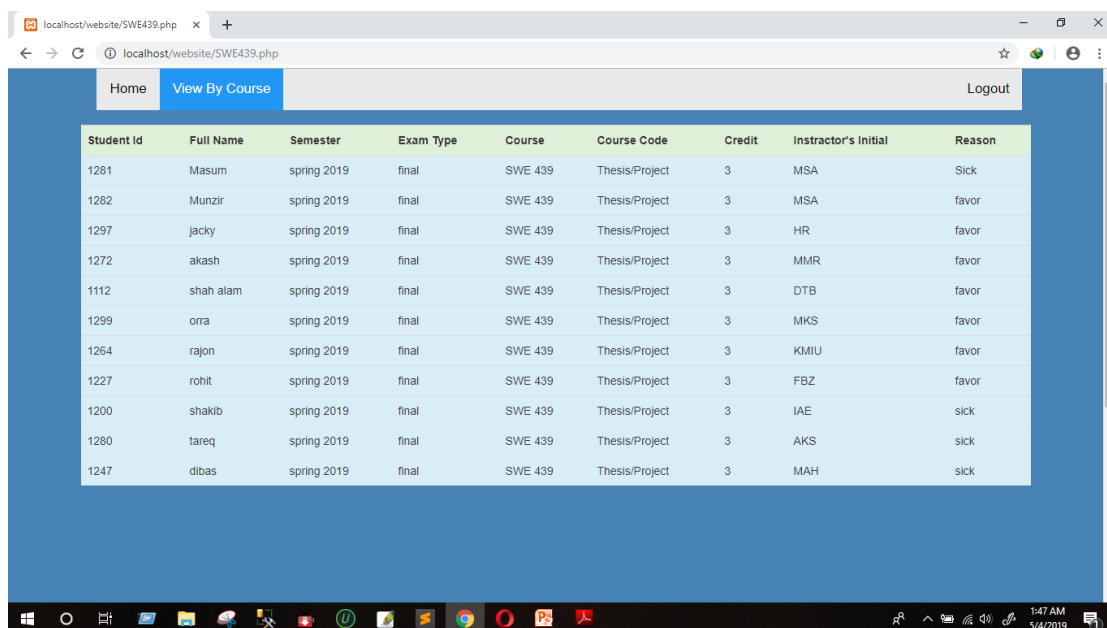 localhost/website/SWE439.php
localhost/website/SWE439.php
Home View By Course Logout
Student Id Full Name Semester Exam Type Course Course Code Credit Instractor's Initial Reason
1281 Masum spring 2019 final SWE 439 Thesis/Project 3 MSA Sick
1282 Munzir spring 2019 final SWE 439 Thesis/Project 3 MSA favor
1297 jacky spring 2019 final SWE 439 Thesis/Project 3 HR favor
1272 akash spring 2019 final SWE 439 Thesis/Project 3 MMR favor
1112 shah alam spring 2019 final SWE 439 Thesis/Project 3 DTB favor
1299 orra spring 2019 final SWE 439 Thesis/Project 3 MKS favor
1264 rajon spring 2019 final SWE 439 Thesis/Project 3 KMIU favor
1227 rohit spring 2019 final SWE 439 Thesis/Project 3 FBZ favor
1200 shakib spring 2019 final SWE 439 Thesis/Project 3 IAE sick
1280 tareq spring 2019 final SWE 439 Thesis/Project 3 AKS sick
1247 dibas spring 2019 final SWE 439 Thesis/Project 3 MAH sick
1:47 AM
5/4/2019